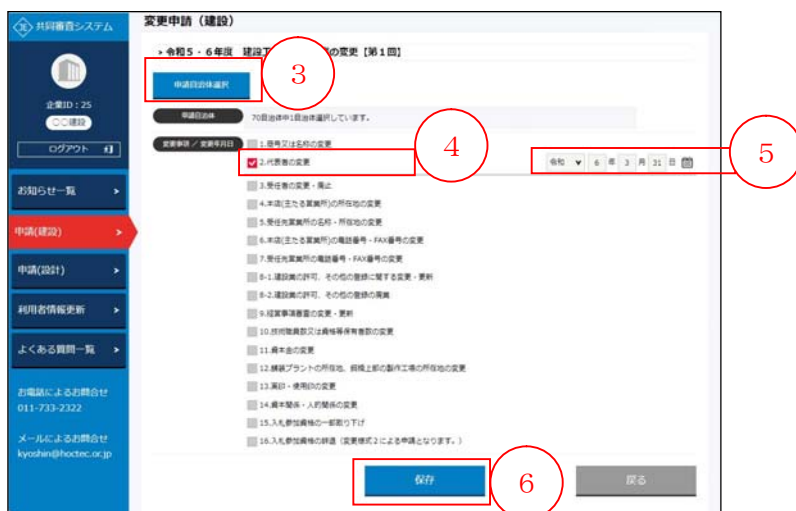 共同審査システム
変更申請（建設）
令和５・６年度 建設工 の変更【第１回】
③
申請自治体選択
企業ID：25
〇〇建設
申請自治体
70自治体中1自治体選択しています。
ログアウト
変更事項 / 変更年月日
1.商号又は名称の変更
④
2.代表者の変更
令和 ▼ 6 年 3 月 31 日
⑤
お知らせ一覧 >
3.受任者の変更・廃止
4.本店(主たる営業所)の所在地の変更
5.受任先営業所の名称・所在地の変更
申請(建設) >
6.本店(主たる営業所)の電話番号・FAX番号の変更
7.受任先営業所の電話番号・FAX番号の変更
申請(設計) >
8-1.建設業の許可、その他の登録に関する変更・更新
8-2.建設業の許可、その他の登録の廃業
利用者情報更新 >
9.経営事項審査の変更・更新
10.技術職員数又は資格等保有者数の変更
よくある質問一覧 >
11.資本金の変更
12.舗装プラントの所在地、鋼橋上部の製作工場の所在地の変更
13.実印・使用印の変更
お電話によるお問合せ
011-733-2322
14.資本関係・人的関係の変更
15.入札参加資格の一部取り下げ
メールによるお問合せ
kyoshin@hoctec.or.jp
16.入札参加資格の辞退（変更様式２による申請となります。）
保存
⑥
戻る